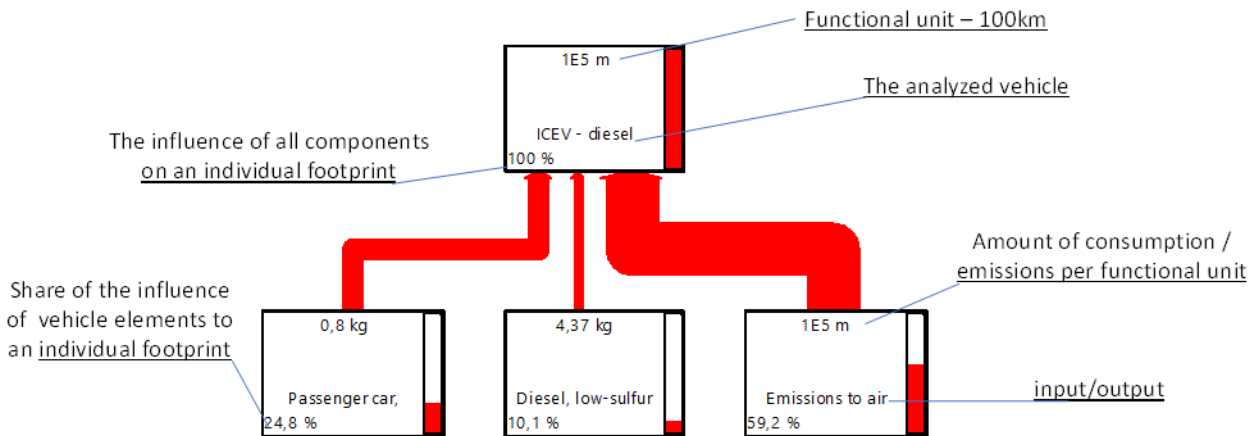 Functional unit – 100km
1E5 m
The analyzed vehicle
ICEV - diesel
The influence of all components
on an individual footprint
100 %
Amount of consumption /
emissions per functional unit
Share of the influence
of vehicle elements to
an individual footprint
0,8 kg
4,37 kg
1E5 m
Passenger car,
Diesel, low-sulfur
Emissions to air
input/output
24,8 %
10,1 %
59,2 %